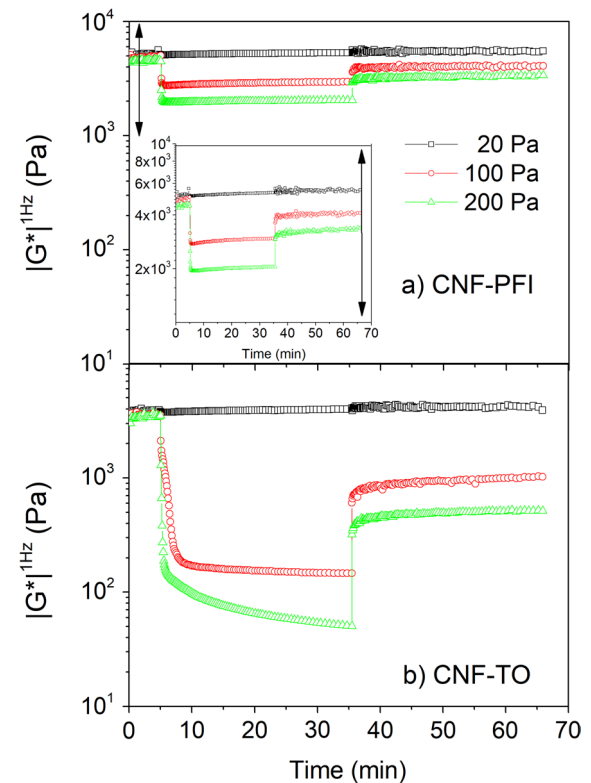 10⁴
10³
10²
10¹
|G*|¹ᴴᶻ (Pa)
20 Pa
100 Pa
200 Pa
10⁴
8x10³
6x10³
4x10³
2x10³
0 10 20 30 40 50 60 70
Time (min)
a) CNF-PFI
10³
10²
10¹
|G*|¹ᴴᶻ (Pa)
b) CNF-TO
0 10 20 30 40 50 60 70
Time (min)